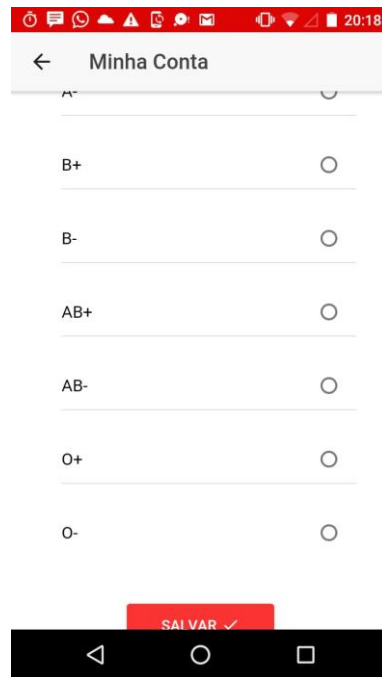 20:18
Minha Conta
A-
B+
B-
AB+
AB-
O+
O-
SALVAR